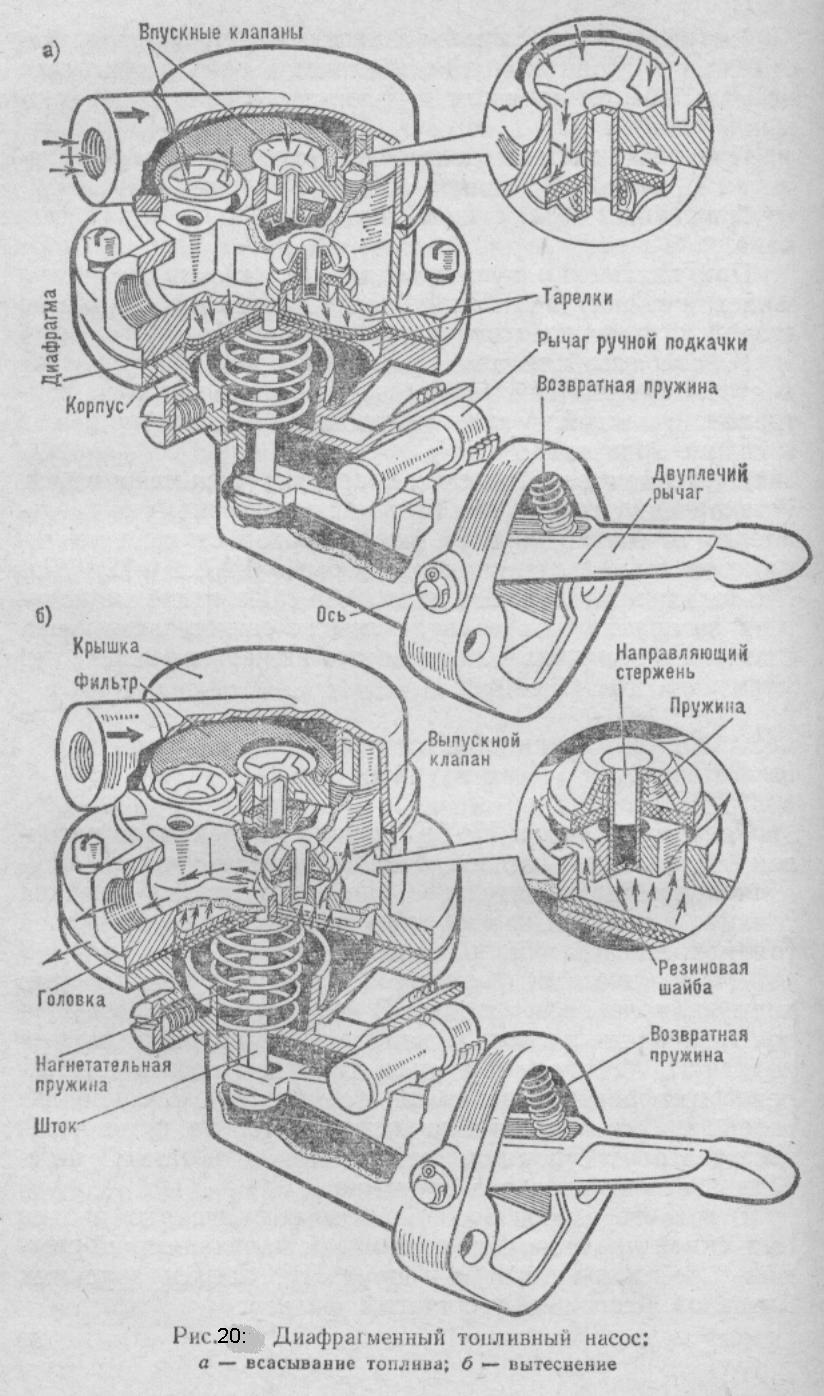 а)
Впускные клапаны
Диафрагма
Корпус
Тарелки
Рычаг ручной подкачки
Возвратная пружина
Двуплечий
рычаг
Ось
б)
Крышка
Фильтр
Выпускной
клапан
Направляющий
стержень
Пружина
Головка
Нагнетательная
пружина
Шток
Резиновая
шайба
Возвратная
пружина
Рис.20: Диафрагменный топливный насос:
а — всасывание топлива; б — вытеснение